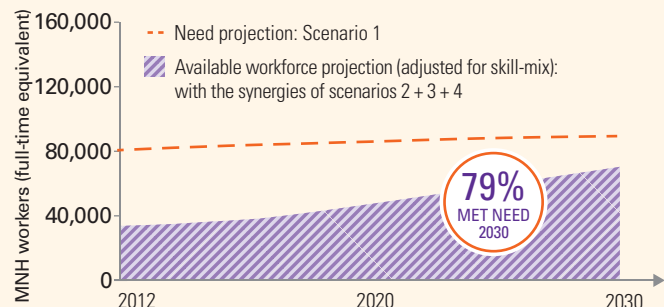 MNH workers (full-time equivalent)
160,000
120,000
80,000
40,000
0
Need projection: Scenario 1
Available workforce projection (adjusted for skill-mix):
with the synergies of scenarios 2 + 3 + 4
79%
MET NEED
2030
2012
2020
2030